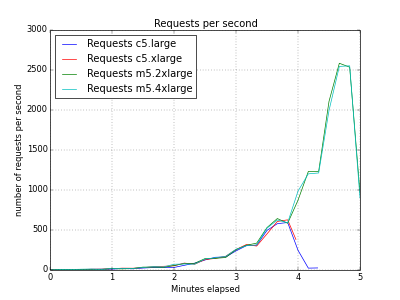 Requests per second
Requests c5.large
Requests c5.xlarge
Requests m5.2xlarge
Requests m5.4xlarge
number of requests per second
3000
2500
2000
1500
1000
500
0
0 1 2 3 4 5
Minutes elapsed